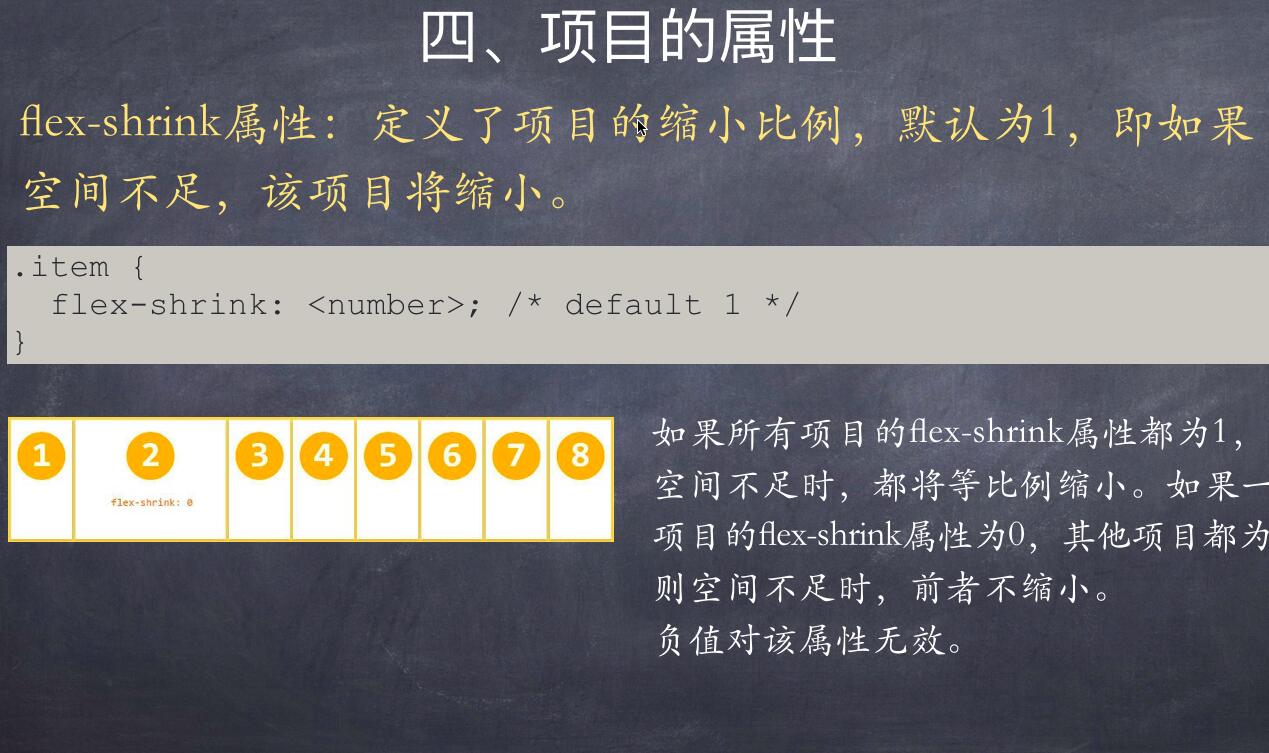 四、项目的属性
flex-shrink属性：定义了项目的缩小比例，默认为1，即如果
空间不足，该项目将缩小。
.item {
  flex-shrink: <number>; /* default 1 */
}
1 2 3 4 5 6 7 8
flex-shrink: 0
如果所有项目的flex-shrink属性都为1，
空间不足时，都将等比例缩小。如果一
项目的flex-shrink属性为0，其他项目都为
则空间不足时，前者不缩小。
负值对该属性无效。